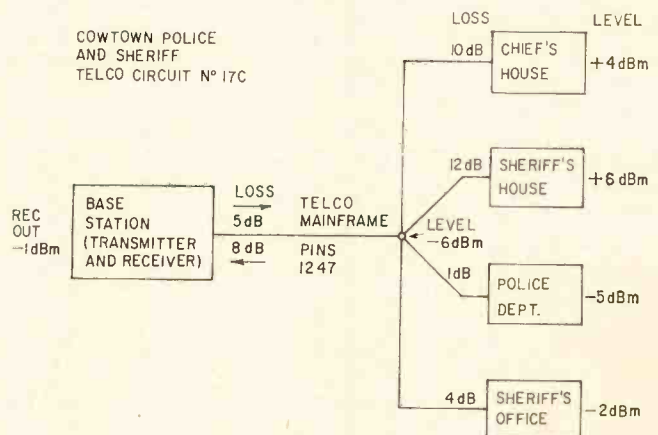 COWTOWN POLICE
AND SHERIFF
TELCO CIRCUIT Nº 17C
LOSS
LEVEL
10dB
CHIEF'S
HOUSE
+4dBm
12dB
SHERIFF'S
HOUSE
+6dBm
REC
OUT
-1dBm
BASE
STATION
(TRANSMITTER
AND RECEIVER)
LOSS
5dB
8dB
TELCO
MAINFRAME
PINS
1247
LEVEL
-6dBm
1dB
POLICE
DEPT.
-5dBm
4dB
SHERIFF'S
OFFICE
-2dBm